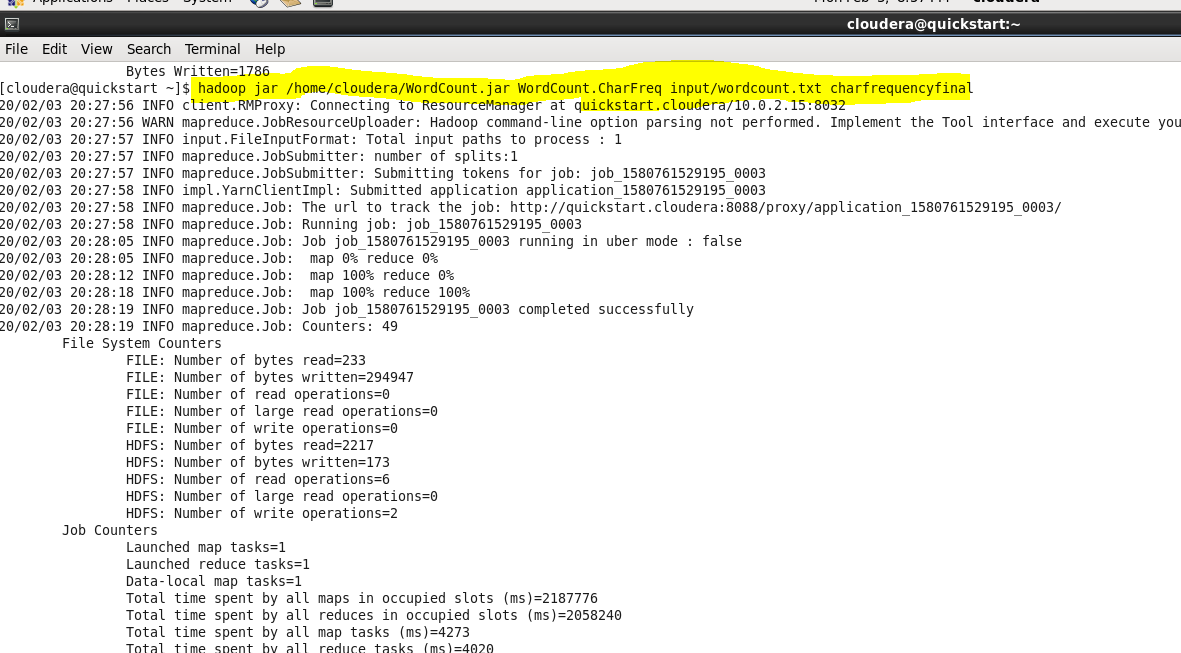 Applications Places System cloudera
cloudera@quickstart:~
File Edit View Search Terminal Help
Bytes Written=1786
[cloudera@quickstart ~]$ hadoop jar /home/cloudera/WordCount.jar WordCount.CharFreq input/wordcount.txt charfrequencyfinal
20/02/03 20:27:56 INFO client.RMProxy: Connecting to ResourceManager at quickstart.cloudera/10.0.2.15:8032
20/02/03 20:27:56 WARN mapreduce.JobResourceUploader: Hadoop command-line option parsing not performed. Implement the Tool interface and execute you
20/02/03 20:27:57 INFO input.FileInputFormat: Total input paths to process : 1
20/02/03 20:27:57 INFO mapreduce.JobSubmitter: number of splits:1
20/02/03 20:27:57 INFO mapreduce.JobSubmitter: Submitting tokens for job: job_1580761529195_0003
20/02/03 20:27:58 INFO impl.YarnClientImpl: Submitted application application_1580761529195_0003
20/02/03 20:27:58 INFO mapreduce.Job: The url to track the job: http://quickstart.cloudera:8088/proxy/application_1580761529195_0003/
20/02/03 20:27:58 INFO mapreduce.Job: Running job: job_1580761529195_0003
20/02/03 20:28:05 INFO mapreduce.Job: Job job_1580761529195_0003 running in uber mode : false
20/02/03 20:28:05 INFO mapreduce.Job:  map 0% reduce 0%
20/02/03 20:28:12 INFO mapreduce.Job:  map 100% reduce 0%
20/02/03 20:28:18 INFO mapreduce.Job:  map 100% reduce 100%
20/02/03 20:28:19 INFO mapreduce.Job: Job job_1580761529195_0003 completed successfully
20/02/03 20:28:19 INFO mapreduce.Job: Counters: 49
File System Counters
FILE: Number of bytes read=233
FILE: Number of bytes written=294947
FILE: Number of read operations=0
FILE: Number of large read operations=0
FILE: Number of write operations=0
HDFS: Number of bytes read=2217
HDFS: Number of bytes written=173
HDFS: Number of read operations=6
HDFS: Number of large read operations=0
HDFS: Number of write operations=2
Job Counters
Launched map tasks=1
Launched reduce tasks=1
Data-local map tasks=1
Total time spent by all maps in occupied slots (ms)=2187776
Total time spent by all reduces in occupied slots (ms)=2058240
Total time spent by all map tasks (ms)=4273
Total time spent by all reduce tasks (ms)=4020